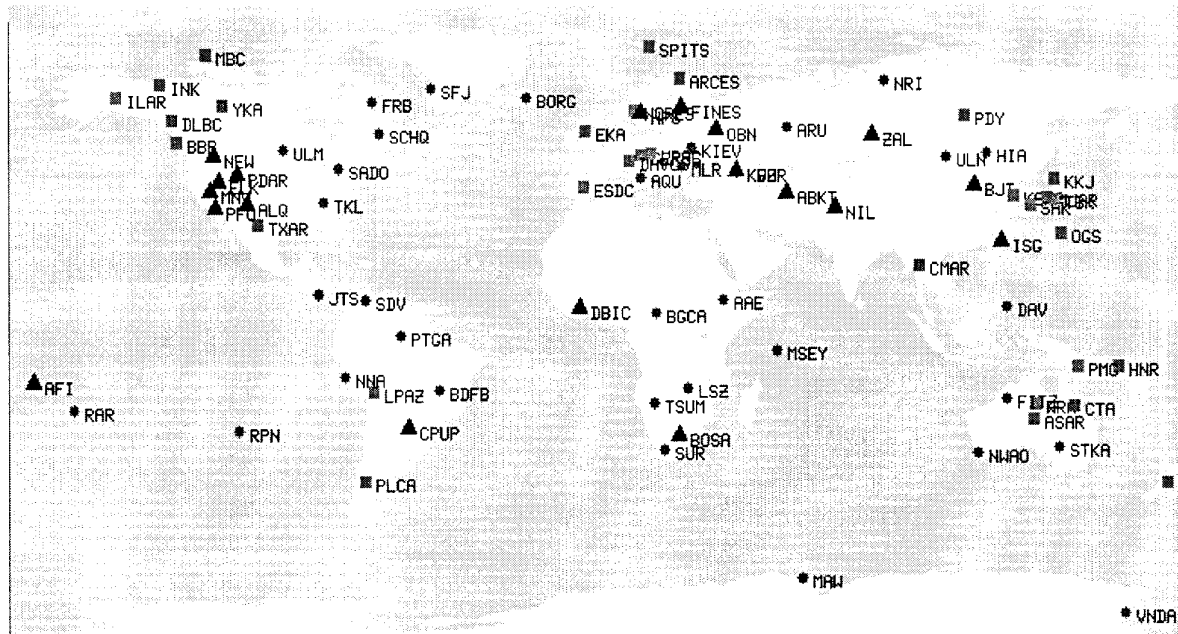 SPITS
MBC
ARCES
NRI
INK
SFJ
ILAR
YKA
FRB
BORG
FINES
PDY
DLBC
EKA
OBN
ARU
SCHQ
ZAL
BBR
ULM
KIEV
ULN
HIA
NEW
SADO
MLR
PDAR
AQU
KKJ
ESDC
ABKT
BJT
TKL
ALQ
NIL
TXAR
OGS
ISG
CMAR
JTS
SDV
DBIC
BGCA
AAE
DAV
PTGA
MSEY
PMG
HNR
AFI
NNA
LPAZ
BDFB
LSZ
TSUM
CTA
RAR
ASAR
RPN
CPUP
BOSA
SUR
NWAO
STKA
PLCA
MAW
VNDA